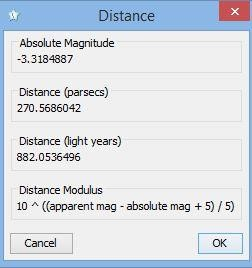 Distance
Absolute Magnitude
-3.3184887
Distance (parsecs)
270.5686042
Distance (light years)
882.0536496
Distance Modulus
10 ^ ((apparent mag - absolute mag + 5) / 5)
Cancel
OK